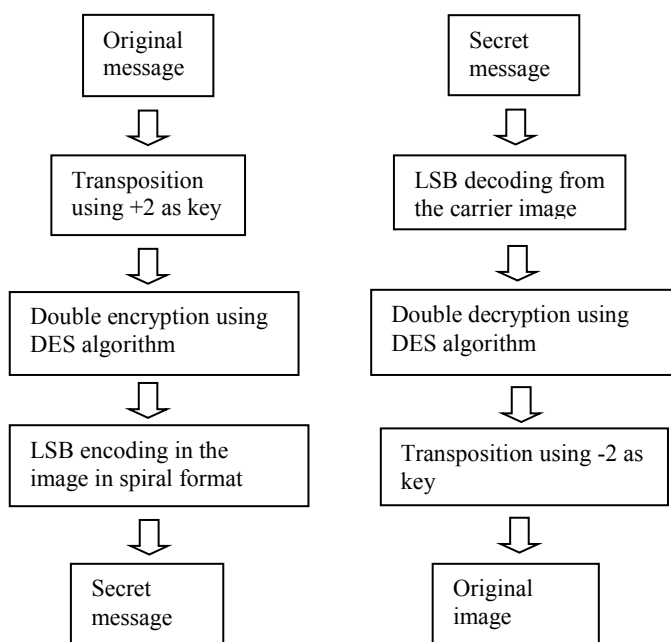 Original
message
Transposition
using +2 as key
Double encryption using
DES algorithm
LSB encoding in the
image in spiral format
Secret
message
Secret
message
LSB decoding from
the carrier image
Double decryption using
DES algorithm
Transposition using -2 as
key
Original
image